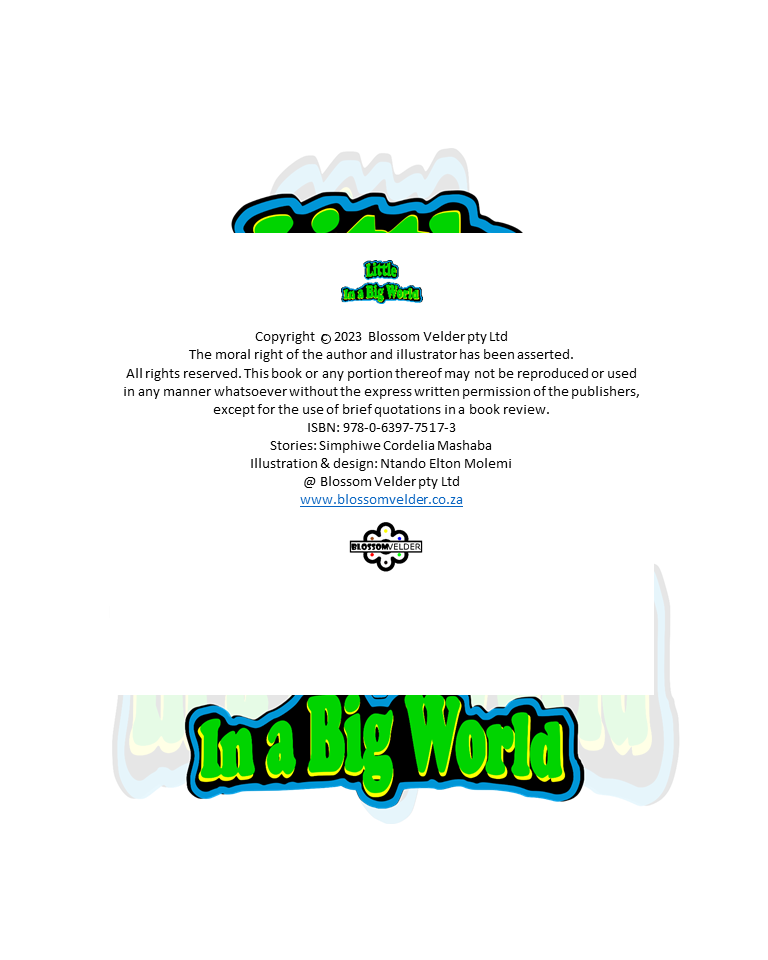 Little
Little
In a Big World
Copyright © 2023 Blossom Velder pty Ltd
The moral right of the author and illustrator has been asserted.
All rights reserved. This book or any portion thereof may not be reproduced or used
in any manner whatsoever without the express written permission of the publishers,
except for the use of brief quotations in a book review.
ISBN: 978-0-6397-7517-3
Stories: Simphiwe Cordelia Mashaba
Illustration & design: Ntando Elton Molemi
@ Blossom Velder pty Ltd
www.blossomvelder.co.za
BLOSSOMVELDER
In a Big World